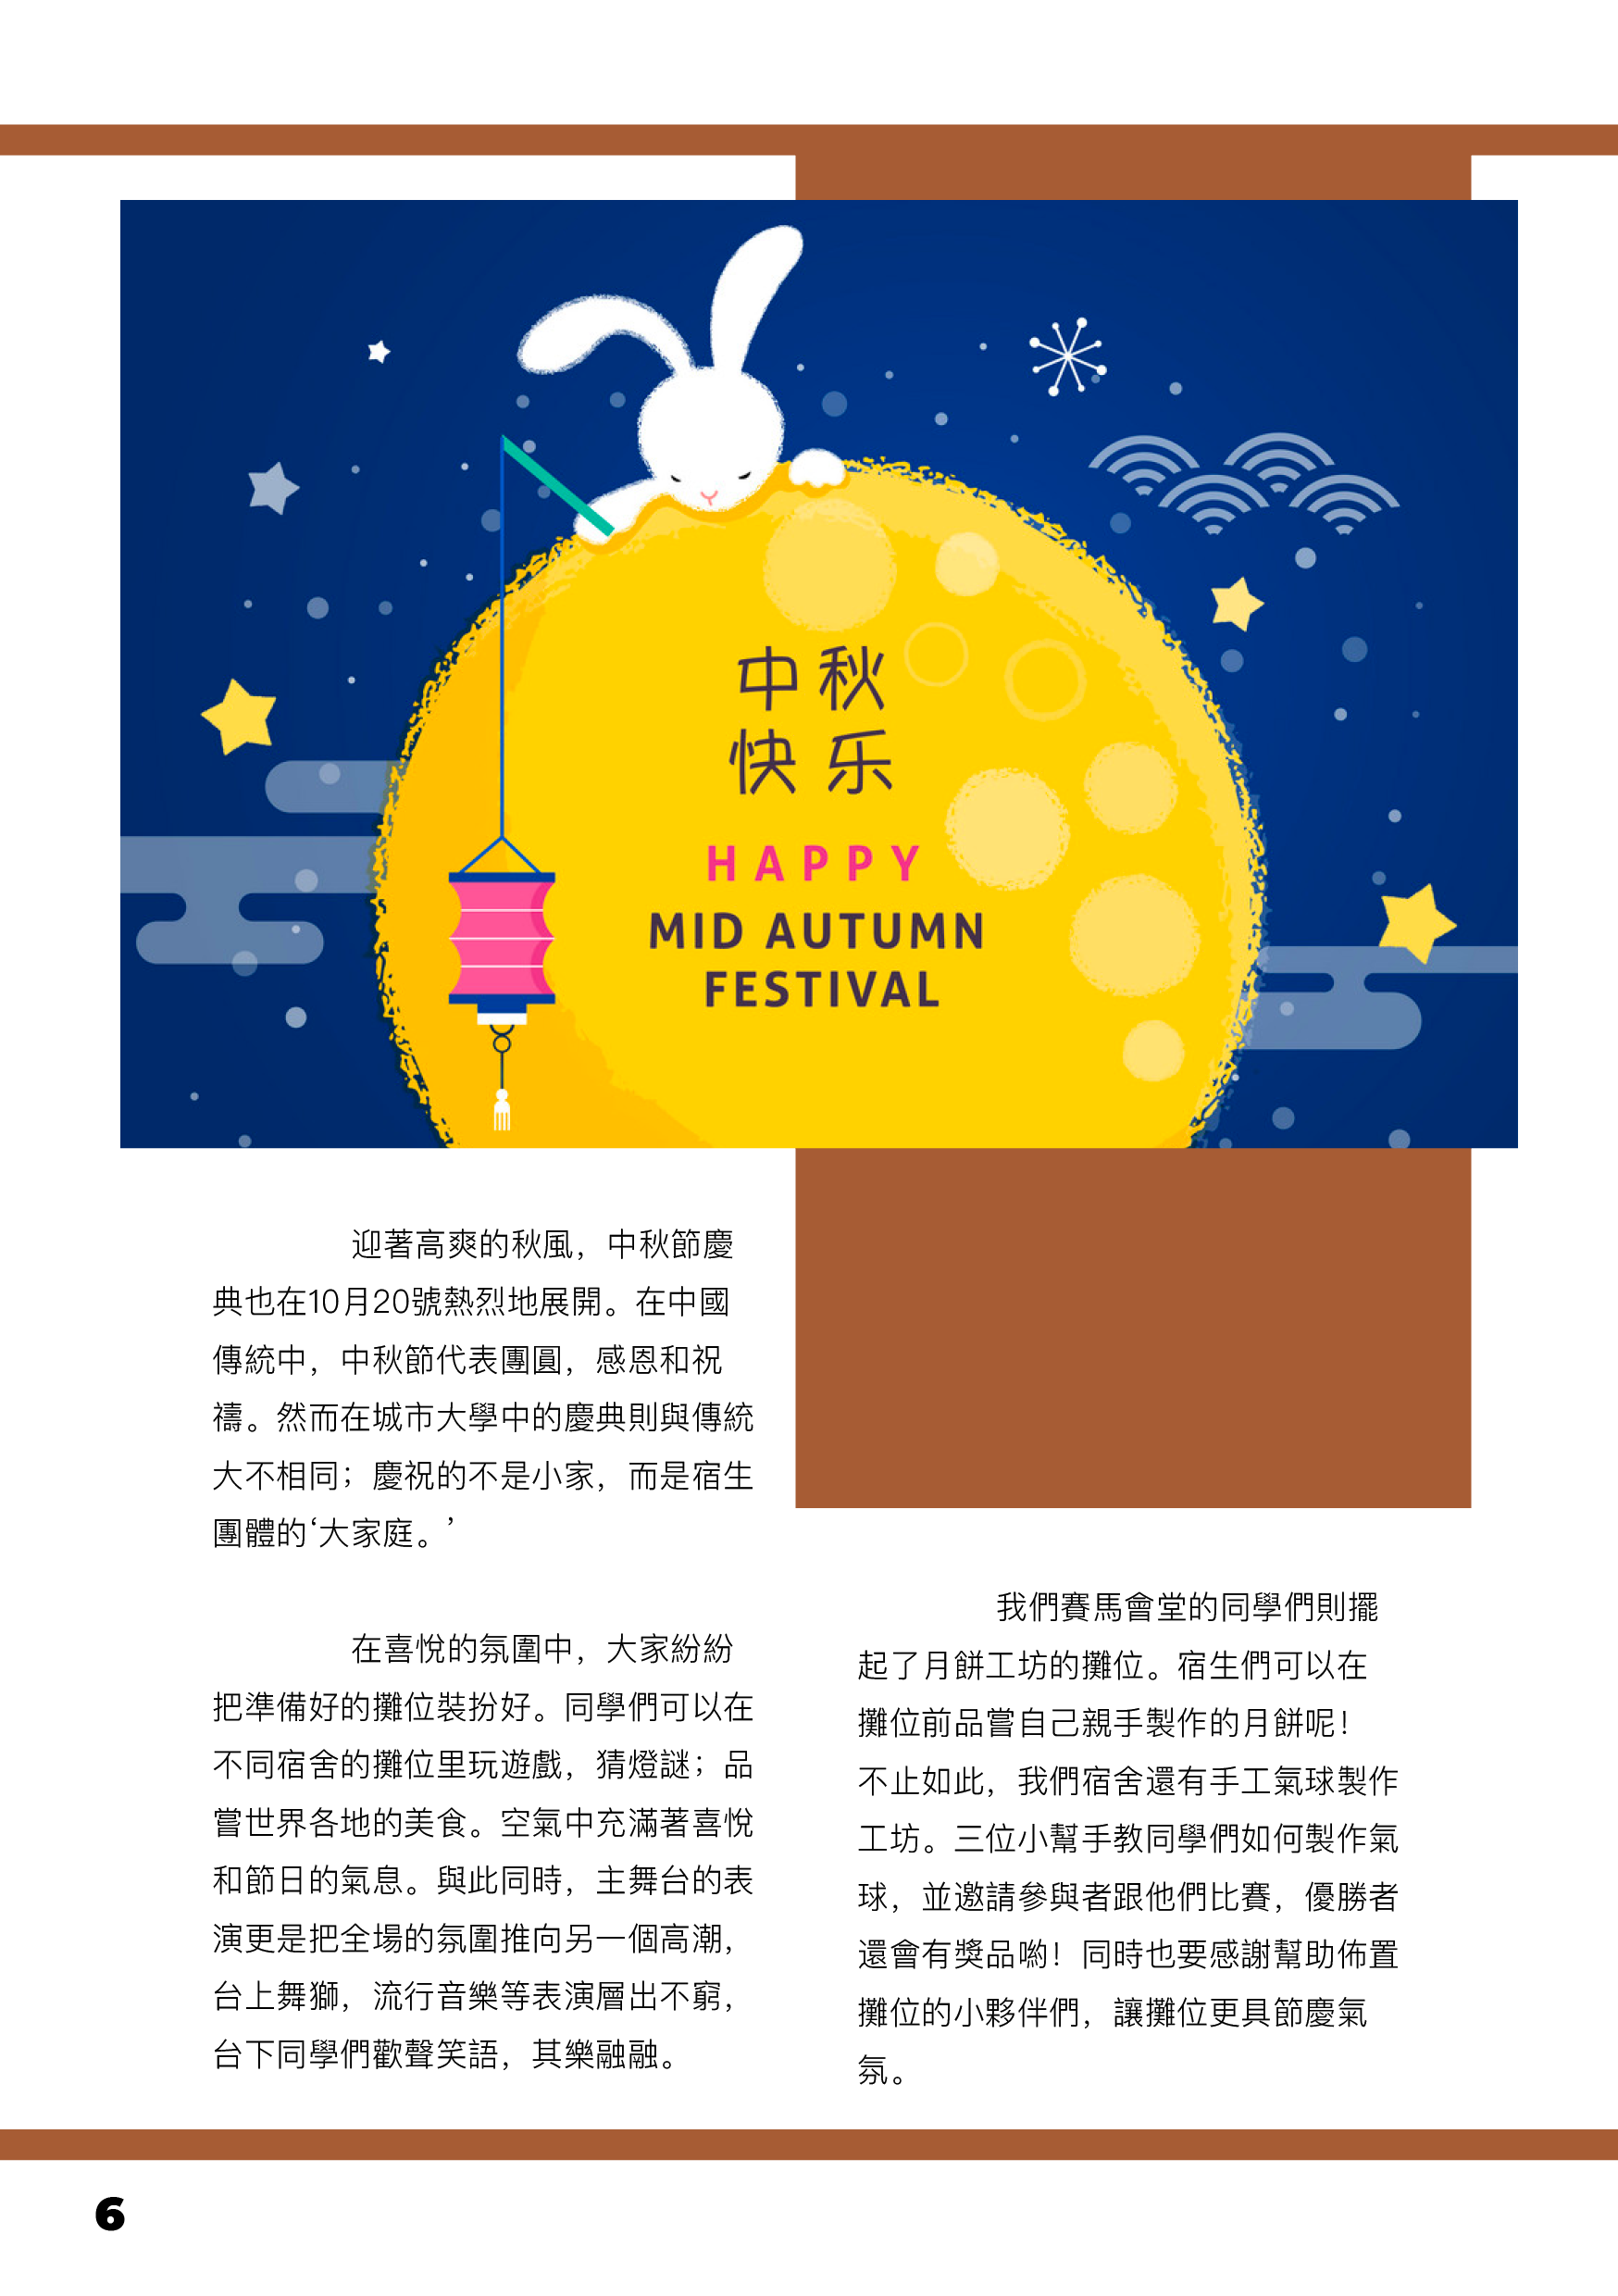 中秋
快乐
HAPPY
MID AUTUMN
FESTIVAL
迎著高爽的秋風，中秋節慶
典也在10月20號熱烈地展開。在中國
傳統中，中秋節代表團圓，感恩和祝
禱。然而在城市大學中的慶典則與傳統
大不相同；慶祝的不是小家，而是宿生
團體的‘大家庭。’
在喜悅的氛圍中，大家紛紛
把準備好的攤位裝扮好。同學們可以在
不同宿舍的攤位里玩遊戲，猜燈謎；品
嘗世界各地的美食。空氣中充滿著喜悅
和節日的氣息。與此同時，主舞台的表
演更是把全場的氛圍推向另一個高潮，
台上舞獅，流行音樂等表演層出不窮，
台下同學們歡聲笑語，其樂融融。
我們賽馬會堂的同學們則擺
起了月餅工坊的攤位。宿生們可以在
攤位前品嘗自己親手製作的月餅呢！
不止如此，我們宿舍還有手工氣球製作
工坊。三位小幫手教同學們如何製作氣
球，並邀請參與者跟他們比賽，優勝者
還會有獎品喲！同時也要感謝幫助佈置
攤位的小夥伴們，讓攤位更具節慶氣
氛。
6